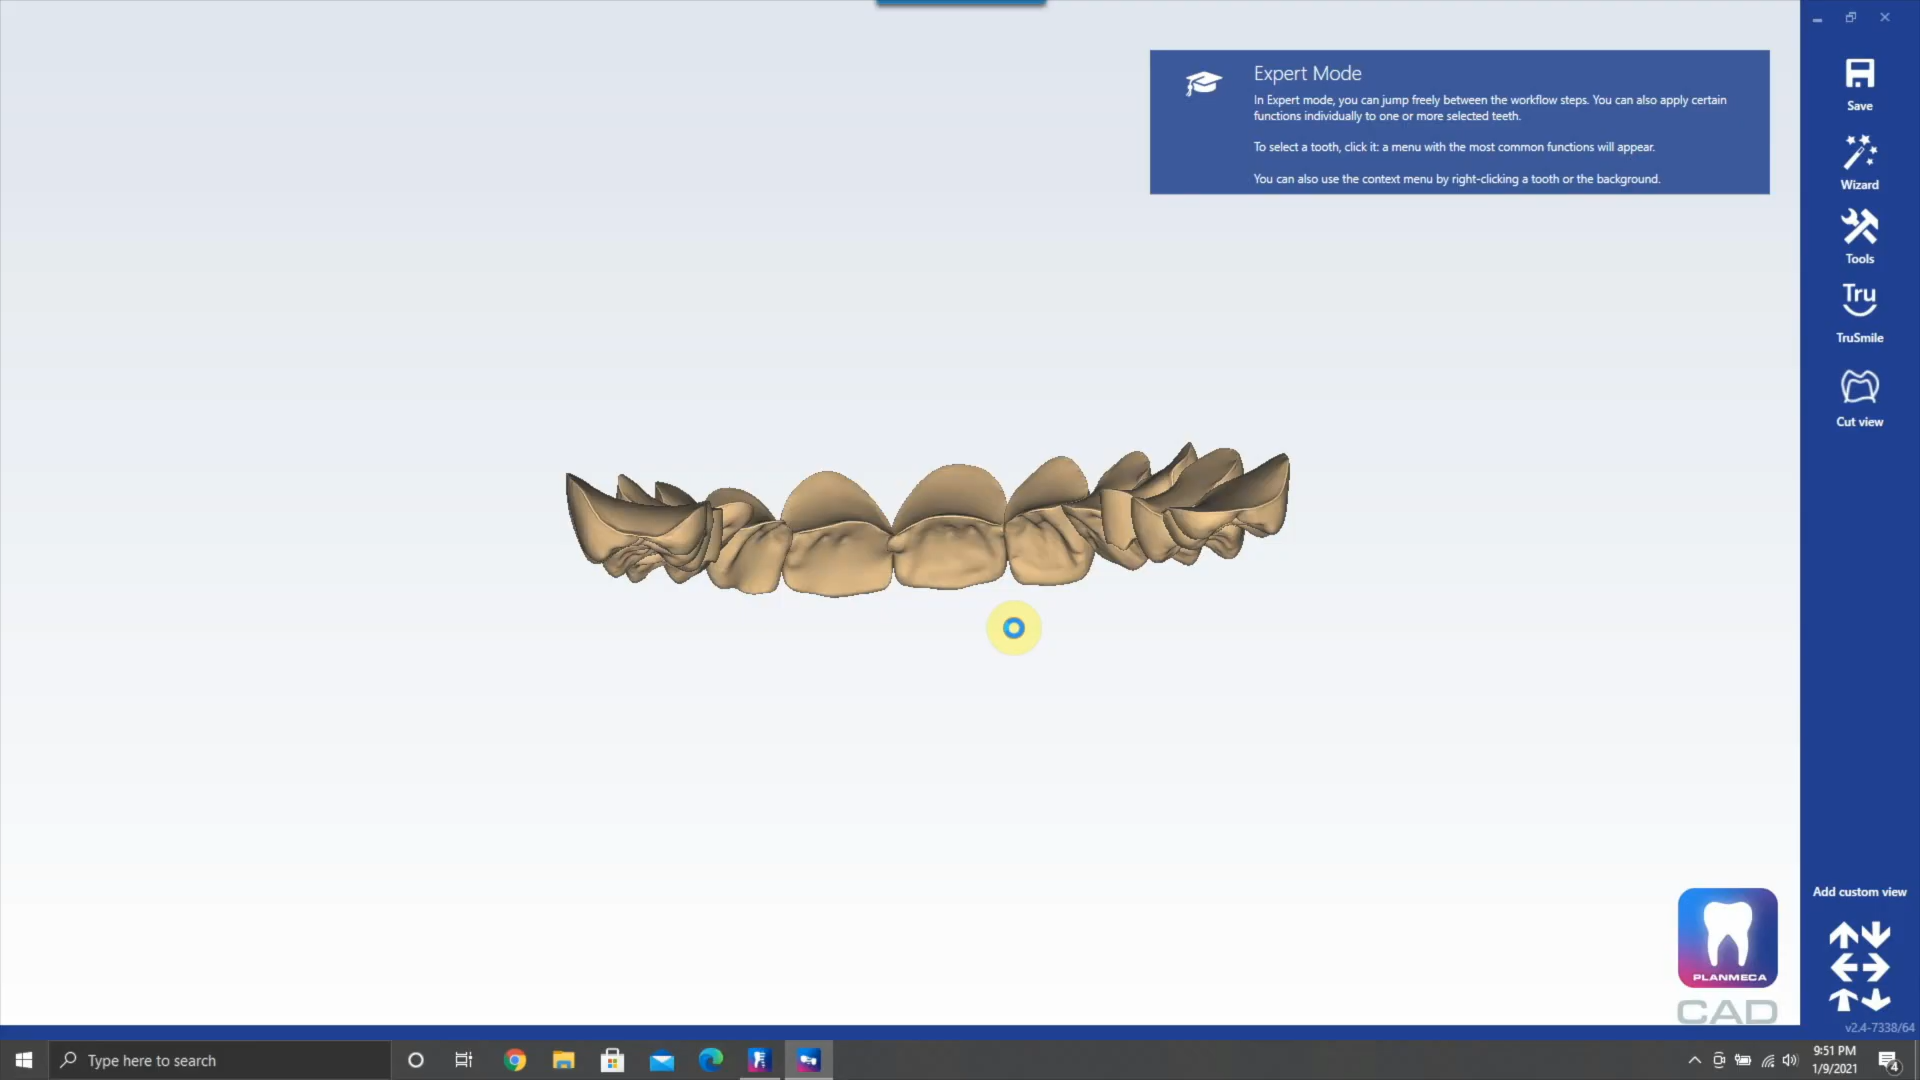 Expert Mode
In Expert mode, you can jump freely between the workflow steps. You can also apply certain
functions individually to one or more selected teeth.
To select a tooth, click it: a menu with the most common functions will appear.
You can also use the context menu by right-clicking a tooth or the background.
Save
Wizard
Tools
Tru
TruSmile
Cut view
Add custom view
PLANMECA
CAD
v2.4-7338/64
Type here to search
9:51 PM
1/9/2021
4